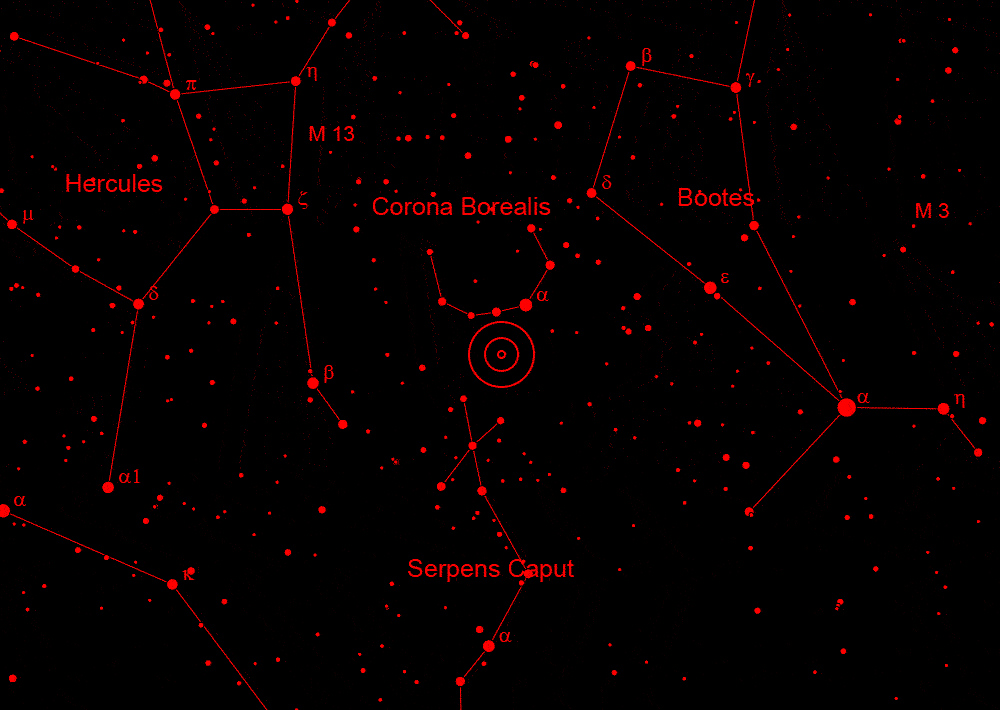 β
π
η
γ
M 13
Hercules
δ
Bootes
ζ
Corona Borealis
μ
M 3
ε
δ
α
β
α
η
α1
α
Serpens Caput
κ
α